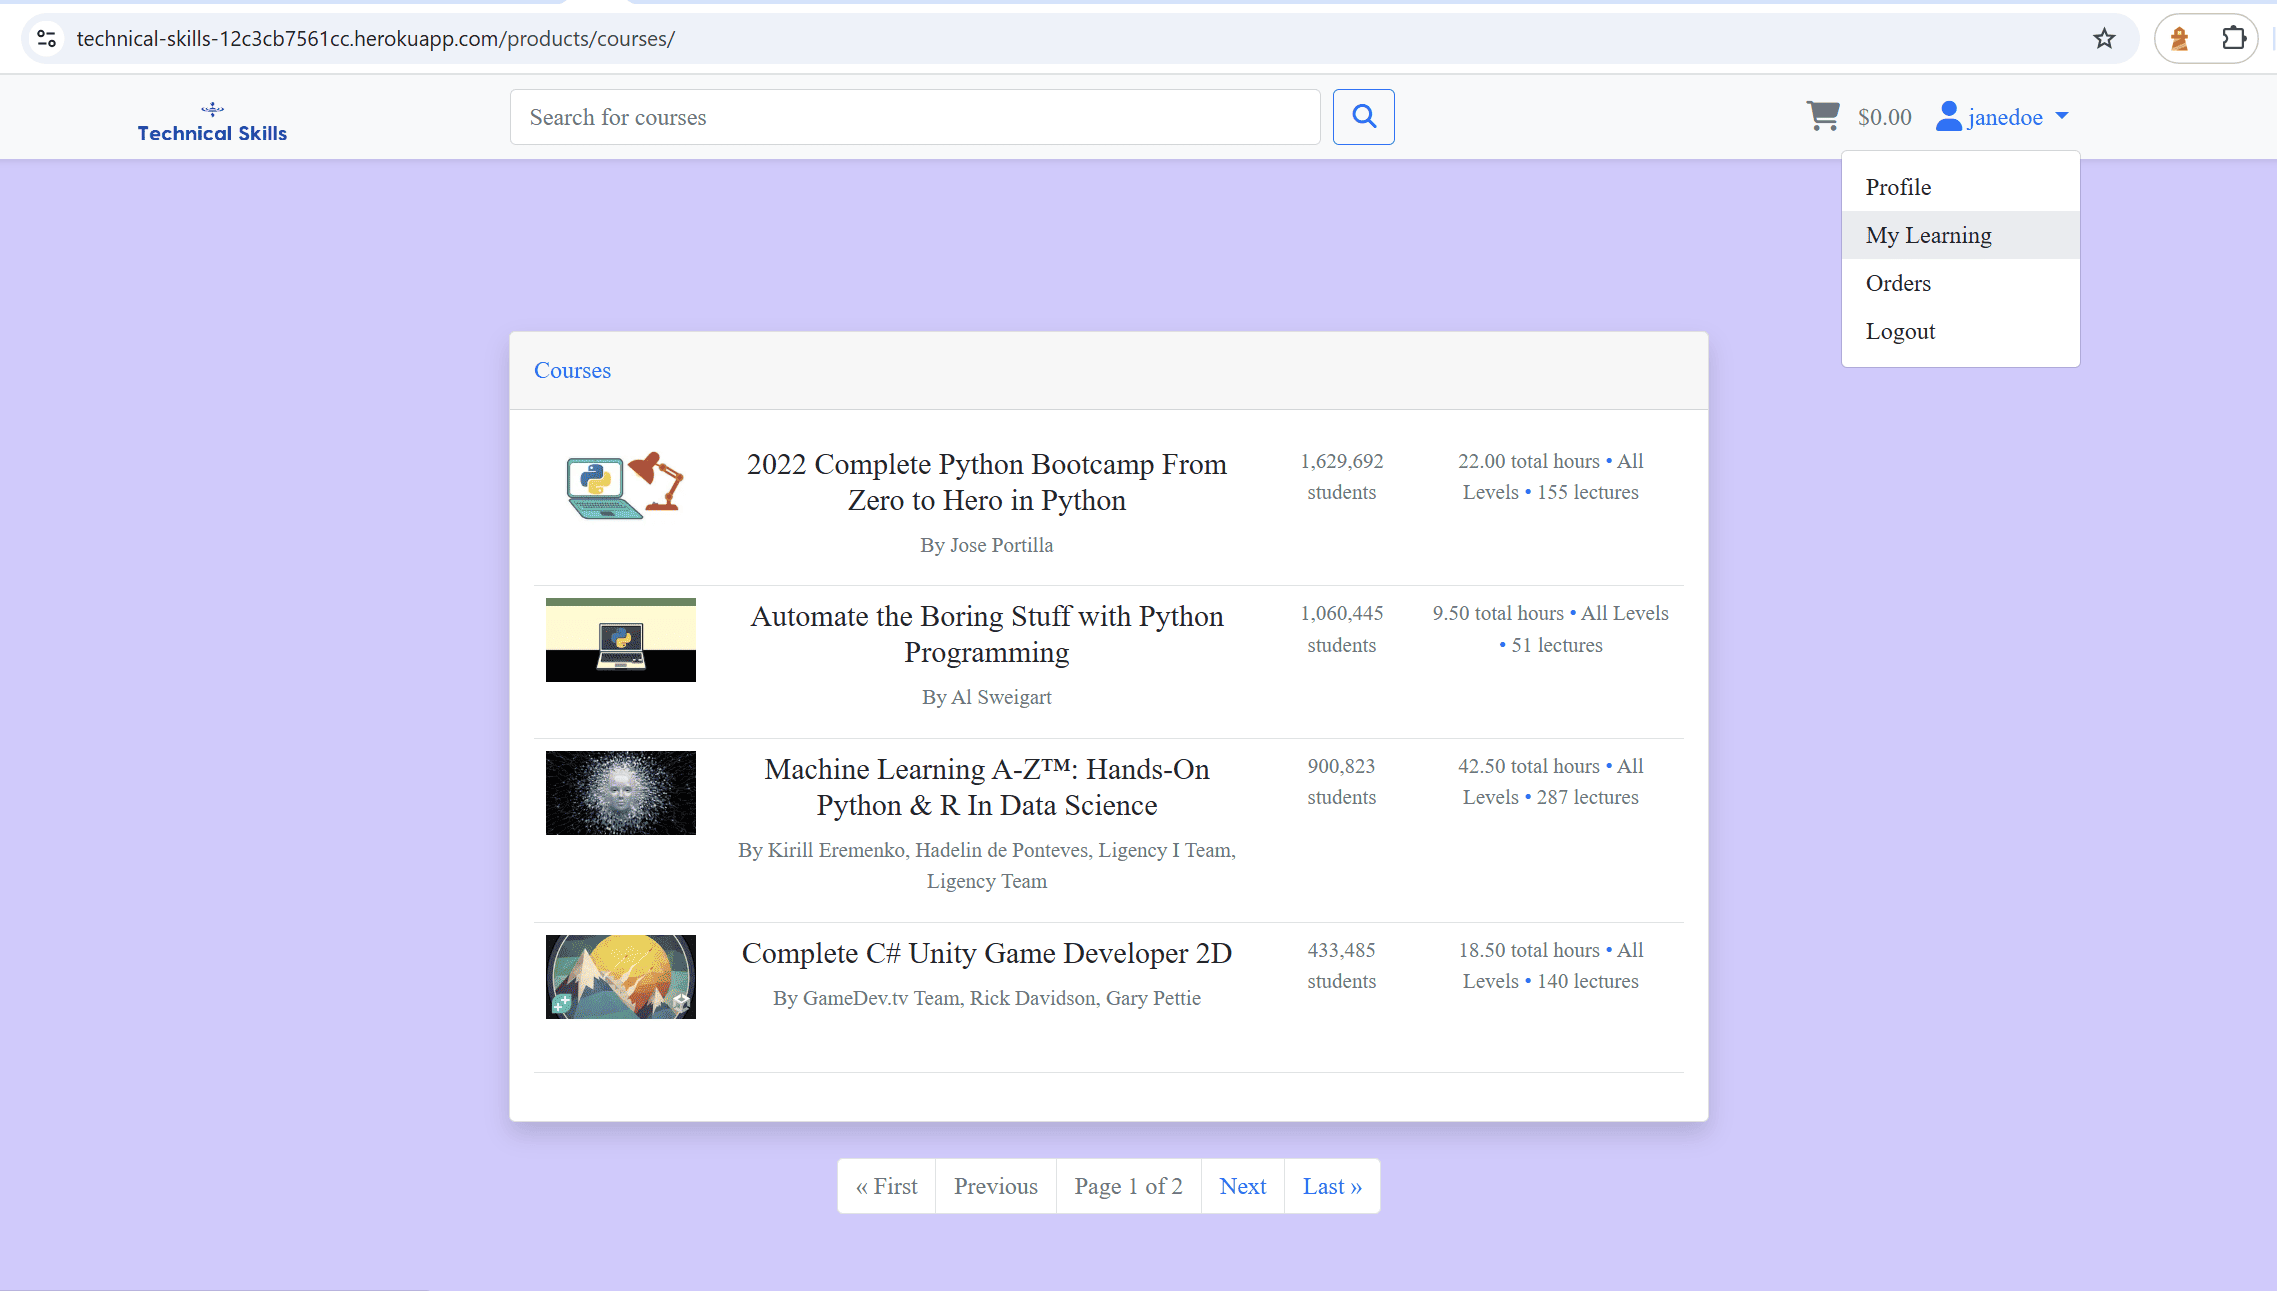 technical-skills-12c3cb7561cc.herokuapp.com/products/courses/
Technical Skills
Search for courses
$0.00
janedoe
Profile
My Learning
Orders
Logout
Courses
2022 Complete Python Bootcamp From
Zero to Hero in Python
By Jose Portilla
1,629,692
students
22.00 total hours • All
Levels • 155 lectures
Automate the Boring Stuff with Python
Programming
By Al Sweigart
1,060,445
students
9.50 total hours • All Levels
• 51 lectures
Machine Learning A-Z™: Hands-On
Python & R In Data Science
By Kirill Eremenko, Hadelin de Ponteves, Ligency I Team,
Ligency Team
900,823
students
42.50 total hours • All
Levels • 287 lectures
Complete C# Unity Game Developer 2D
By GameDev.tv Team, Rick Davidson, Gary Pettie
433,485
students
18.50 total hours • All
Levels • 140 lectures
« First
Previous
Page 1 of 2
Next
Last »